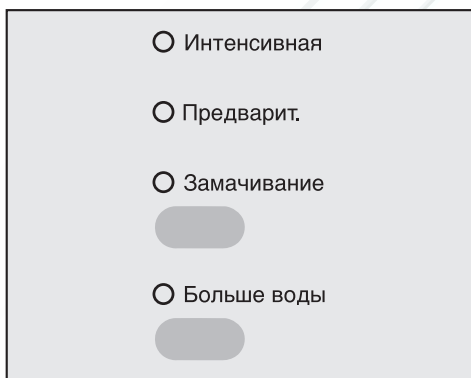 Интенсивная
Предварит.
Замачивание
Больше воды